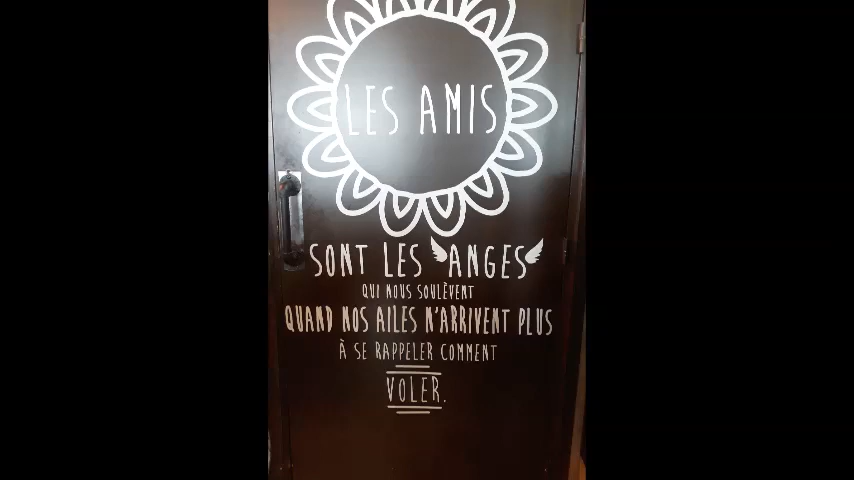 LES AMIS
SONT LES ANGES
QUI NOUS SOULÈVENT
QUAND NOS AILES N'ARRIVENT PLUS
À SE RAPPELER COMMENT
VOLER.